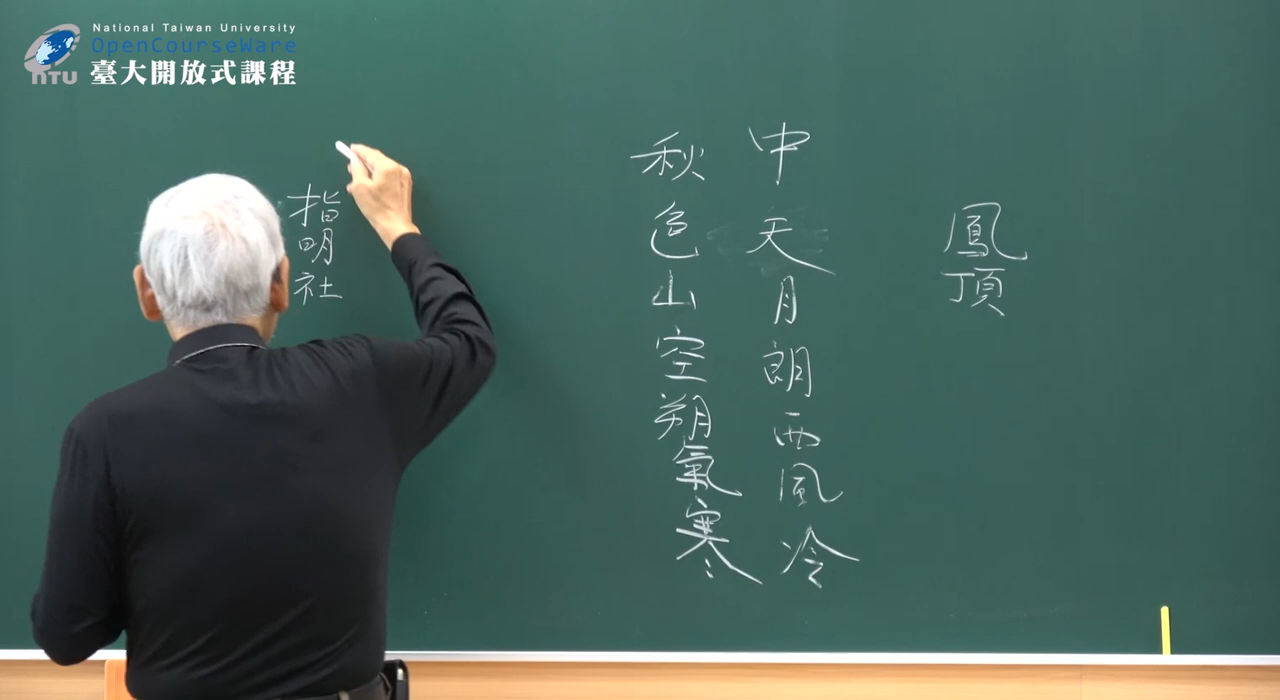 National Taiwan University
OpenCourseWare
NTU
臺大開放式課程
鳳頂
中天月朗西風冷
秋色山空朔氣寒
指明社